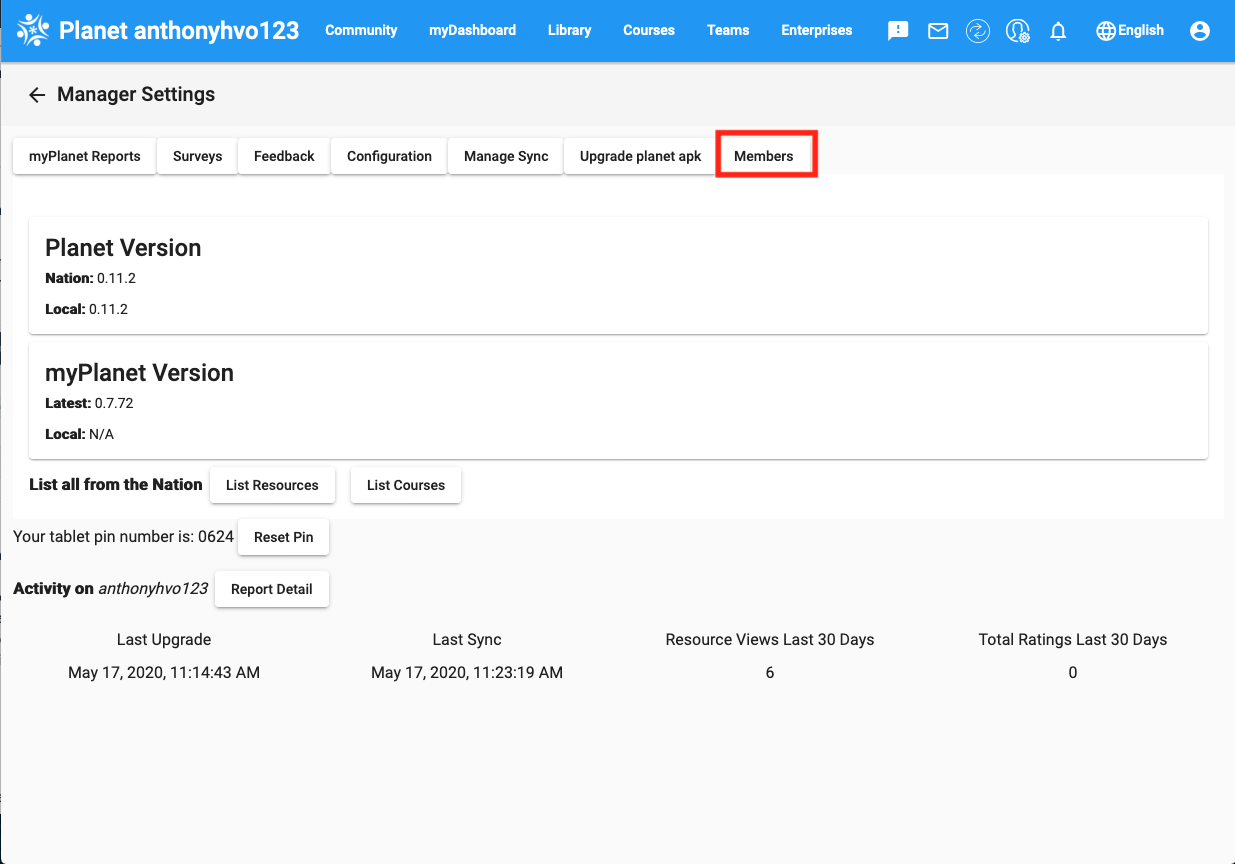 Planet anthonyhvo123 Community myDashboard Library Courses Teams Enterprises English
Manager Settings
myPlanet Reports Surveys Feedback Configuration Manage Sync Upgrade planet apk Members
Planet Version
Nation: 0.11.2
Local: 0.11.2
myPlanet Version
Latest: 0.7.72
Local: N/A
List all from the Nation List Resources List Courses
Your tablet pin number is: 0624 Reset Pin
Activity on anthonyhvo123 Report Detail
Last Upgrade Last Sync Resource Views Last 30 Days Total Ratings Last 30 Days
May 17, 2020, 11:14:43 AM May 17, 2020, 11:23:19 AM 6 0